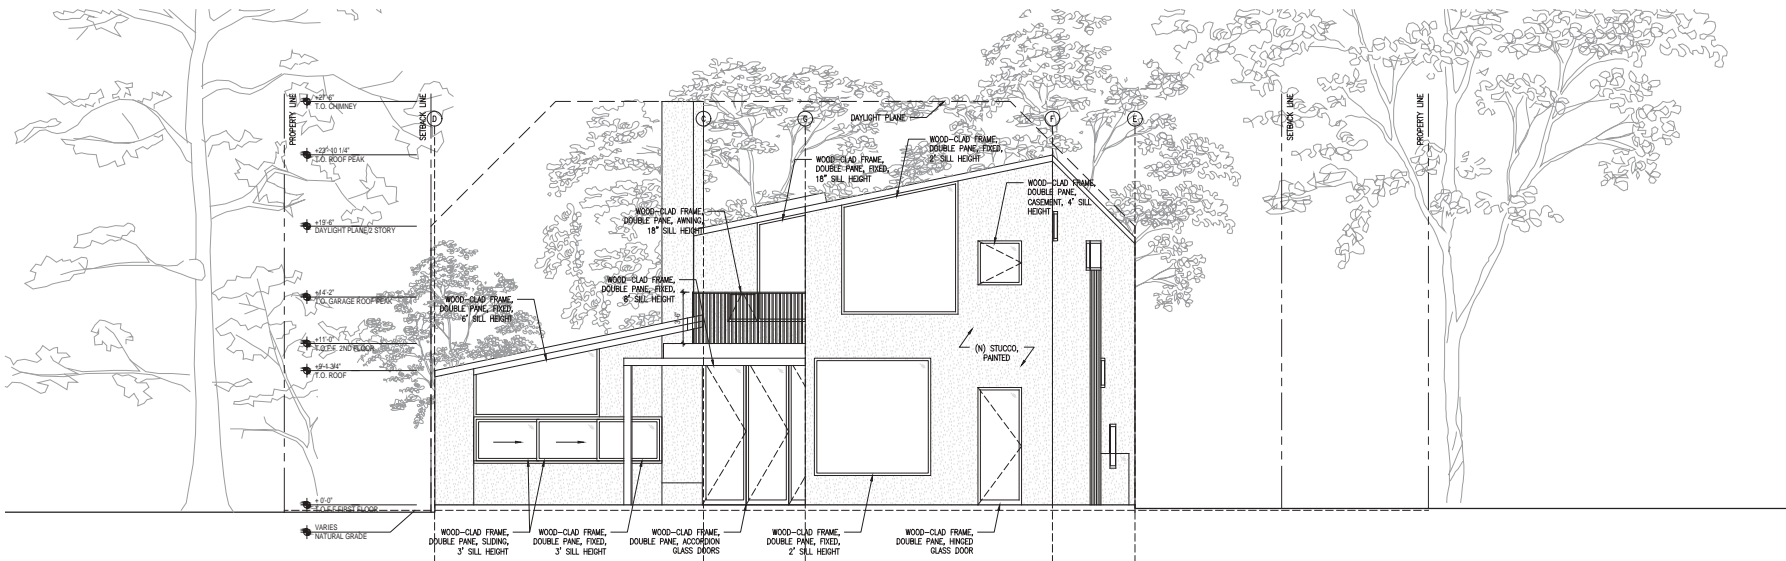 PROPERTY LINE
+27'-6"
T.O. CHIMNEY
SETBACK LINE
D
C
G
DAYLIGHT PLANE
F
E
SETBACK LINE
PROPERTY LINE
+23'-10 1/4"
T.O. ROOF PEAK
WOOD-CLAD FRAME,
DOUBLE PANE, FIXED,
2' SILL HEIGHT
WOOD-CLAD FRAME,
DOUBLE PANE, FIXED,
18" SILL HEIGHT
WOOD-CLAD FRAME,
DOUBLE PANE,
CASEMENT, 4' SILL
HEIGHT
+19'-6"
DAYLIGHT PLANE/2 STORY
WOOD-CLAD FRAME,
DOUBLE PANE, AWNING,
18" SILL HEIGHT
WOOD-CLAD FRAME,
DOUBLE PANE, FIXED,
8' SILL HEIGHT
+14'-2"
T.O. GARAGE ROOF PEAK
WOOD-CLAD FRAME,
DOUBLE PANE, FIXED,
6' SILL HEIGHT
+11'-0"
T.O.F.F. 2ND FLOOR
(N) STUCCO,
PAINTED
+9'-1 3/4"
T.O. ROOF
+ 0'-0"
T.O.F.F FIRST FLOOR
VARIES
NATURAL GRADE
WOOD-CLAD FRAME,
DOUBLE PANE, SLIDING,
3' SILL HEIGHT
WOOD-CLAD FRAME,
DOUBLE PANE, FIXED,
3' SILL HEIGHT
WOOD-CLAD FRAME,
DOUBLE PANE, ACCORDION
GLASS DOORS
WOOD-CLAD FRAME,
DOUBLE PANE, FIXED,
2' SILL HEIGHT
WOOD-CLAD FRAME,
DOUBLE PANE, HINGED
GLASS DOOR